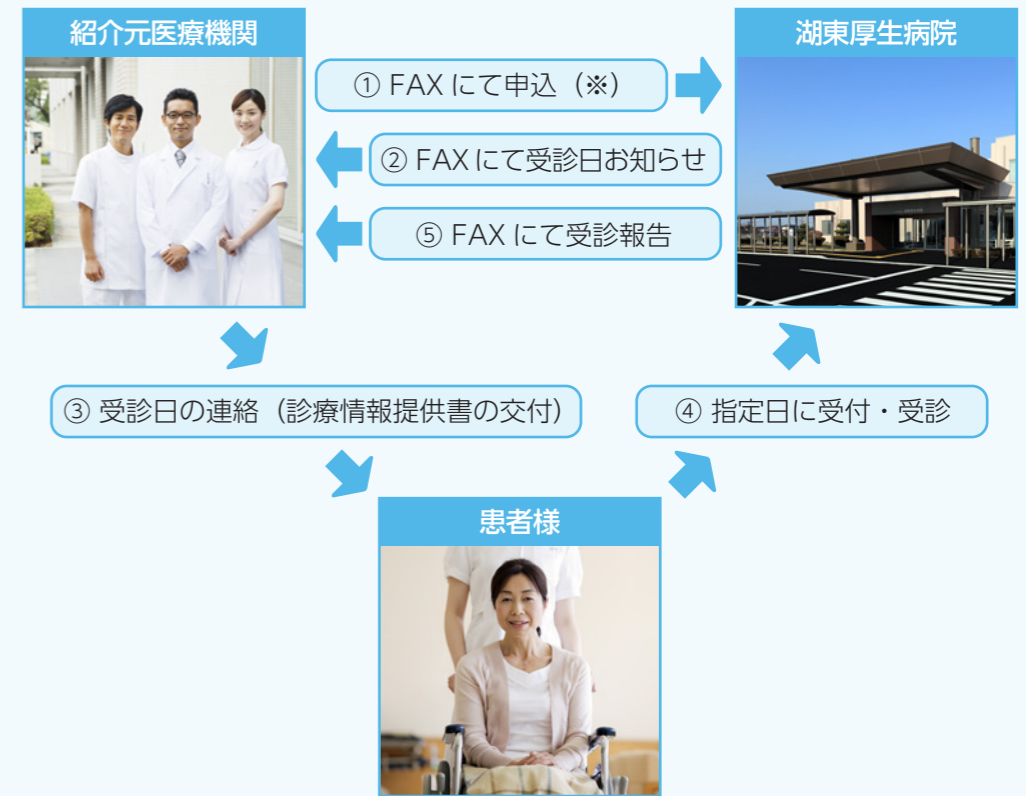 紹介元医療機関
湖東厚生病院
① FAX にて申込（※）
② FAX にて受診日お知らせ
⑤ FAX にて受診報告
③ 受診日の連絡（診療情報提供書の交付）
④ 指定日に受付・受診
患者様